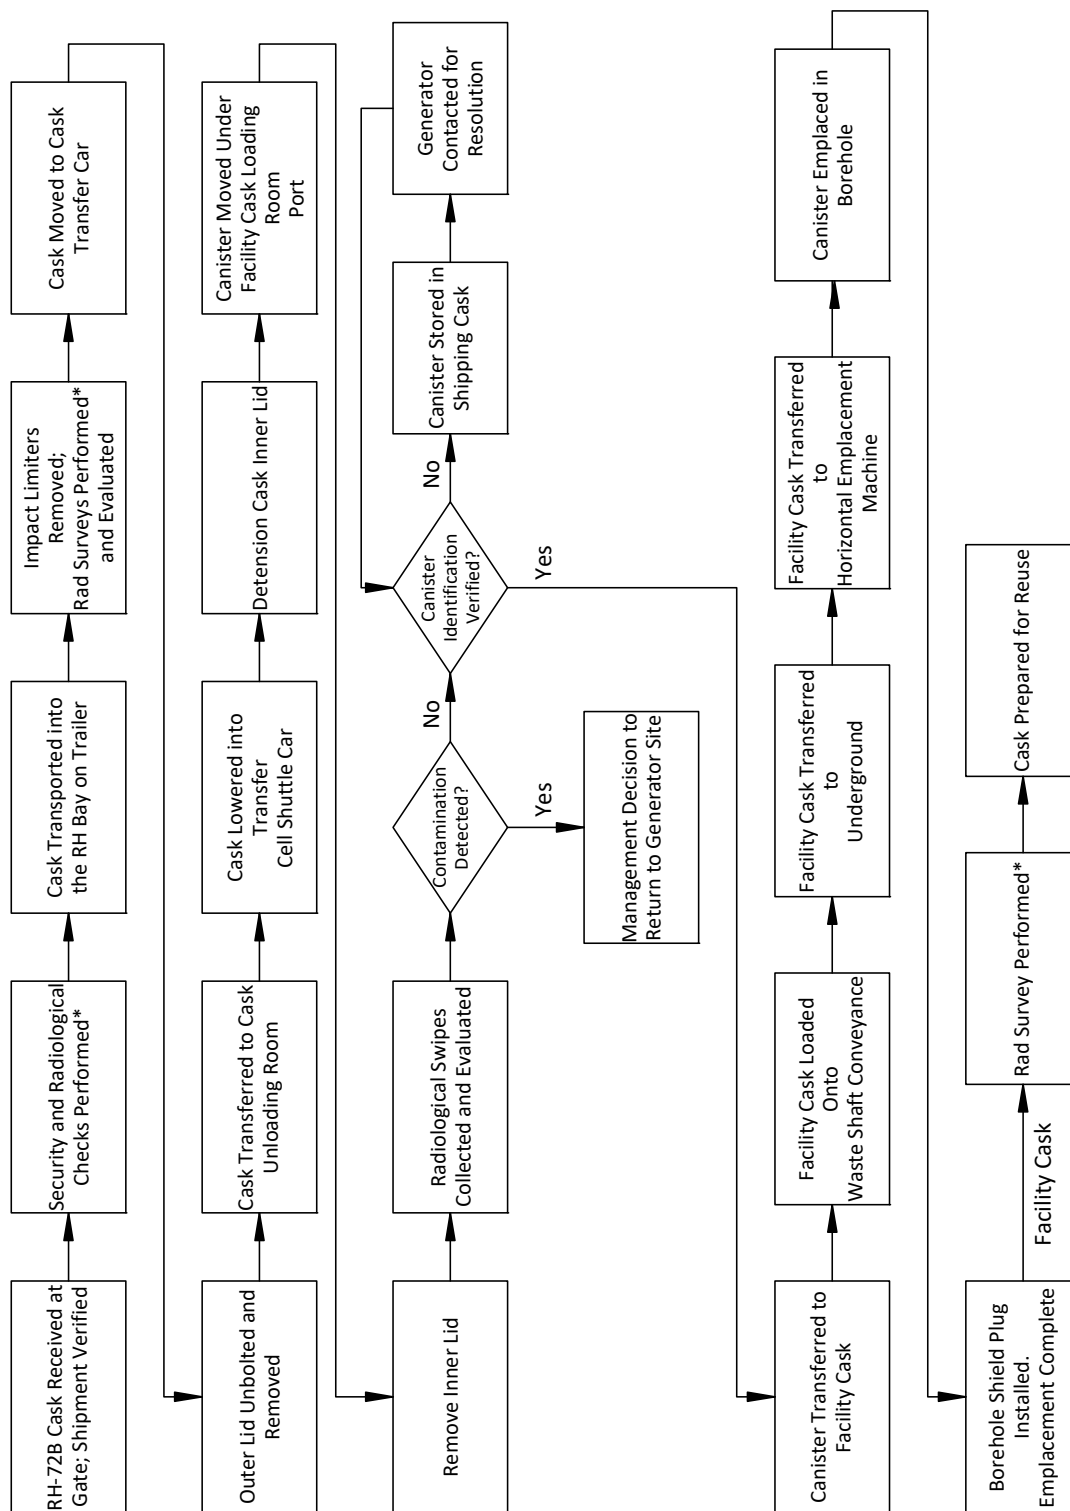 RH-72B Cask Received at
Gate; Shipment Verified
Security and Radiological
Checks Performed*
Cask Transported into
the RH Bay on Trailer
Impact Limiters
Removed;
Rad Surveys Performed*
and Evaluated
Cask Moved to Cask
Transfer Car
Outer Lid Unbolted and
Removed
Cask Transferred to Cask
Unloading Room
Cask Lowered into
Transfer
Cell Shuttle Car
Detension Cask Inner Lid
Canister Moved Under
Facility Cask Loading
Room
Port
Remove Inner Lid
Radiological Swipes
Collected and Evaluated
Contamination
Detected?
No
Yes
Management Decision to
Return to Generator Site
Canister
Identification
Verified?
No
Yes
Canister Stored in
Shipping Cask
Generator
Contacted for
Resolution
Canister Transferred to
Facility Cask
Facility Cask Loaded
Onto
Waste Shaft Conveyance
Facility Cask Transferred
to
Underground
Facility Cask Transferred
to
Horizontal Emplacement
Machine
Canister Emplaced in
Borehole
Borehole Shield Plug
Installed.
Emplacement Complete
Facility Cask
Rad Survey Performed*
Cask Prepared for Reuse